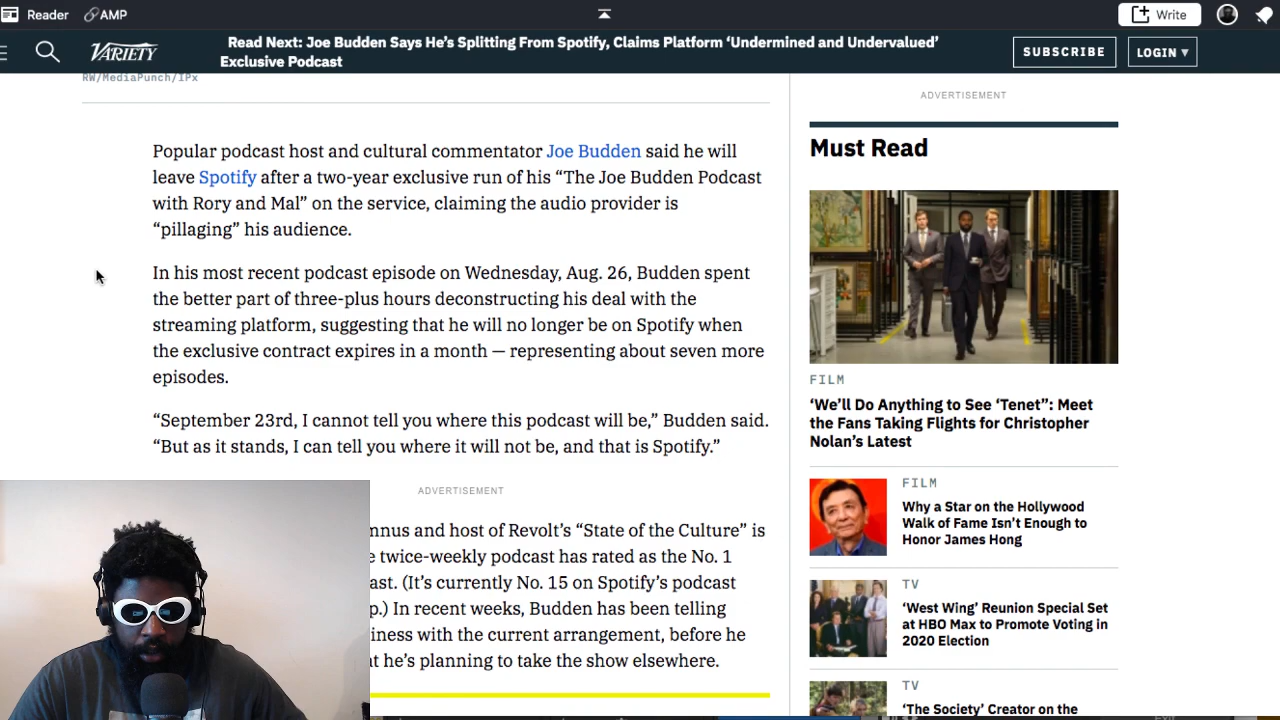 Reader AMP Write
VARIETY
Read Next: Joe Budden Says He's Splitting From Spotify, Claims Platform 'Undermined and Undervalued'
Exclusive Podcast
SUBSCRIBE
LOGIN ▾
RW/MediaPunch/IPx
Popular podcast host and cultural commentator Joe Budden said he will
leave Spotify after a two-year exclusive run of his “The Joe Budden Podcast
with Rory and Mal” on the service, claiming the audio provider is
“pillaging” his audience.
In his most recent podcast episode on Wednesday, Aug. 26, Budden spent
the better part of three-plus hours deconstructing his deal with the
streaming platform, suggesting that he will no longer be on Spotify when
the exclusive contract expires in a month — representing about seven more
episodes.
“September 23rd, I cannot tell you where this podcast will be,” Budden said.
“But as it stands, I can tell you where it will not be, and that is Spotify.”
ADVERTISEMENT
and host of Revolt's “State of the Culture” is
twice-weekly podcast has rated as the No. 1
(It's currently No. 15 on Spotify's podcast
In recent weeks, Budden has been telling
with the current arrangement, before he
he's planning to take the show elsewhere.
ADVERTISEMENT
Must Read
FILM
‘We'll Do Anything to See ‘Tenet”: Meet
the Fans Taking Flights for Christopher
Nolan's Latest
FILM
Why a Star on the Hollywood
Walk of Fame Isn't Enough to
Honor James Hong
TV
‘West Wing’ Reunion Special Set
at HBO Max to Promote Voting in
2020 Election
TV
‘The Society’ Creator on the